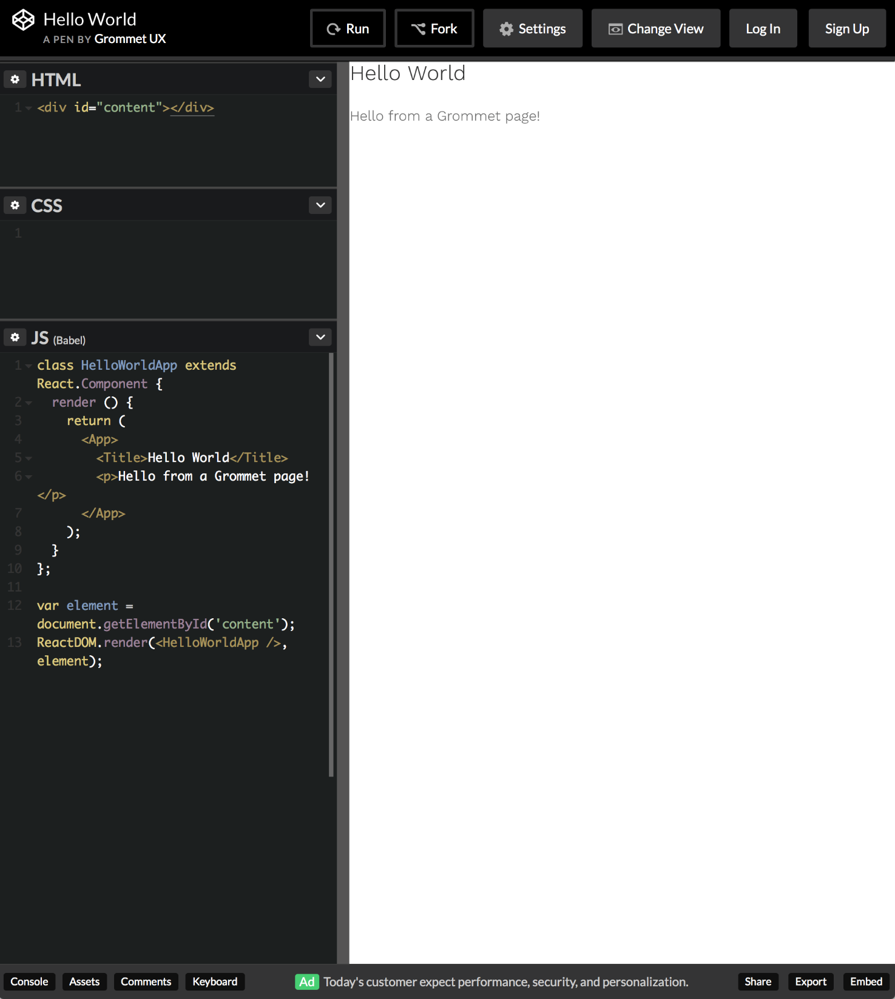 Hello World
A PEN BY Grommet UX
Run
Fork
Settings
Change View
Log In
Sign Up
HTML
1 <div id="content"></div>
CSS
1
JS (Babel)
1 class HelloWorldApp extends
React.Component {
2 render () {
3 return (
4 <App>
5 <Title>Hello World</Title>
6 <p>Hello from a Grommet page!
</p>
7 </App>
8 );
9 }
10 };
11
12 var element =
document.getElementById('content');
13 ReactDOM.render(<HelloWorldApp />,
element);
Hello World
Hello from a Grommet page!
Console
Assets
Comments
Keyboard
Ad Today's customer expect performance, security, and personalization.
Share
Export
Embed